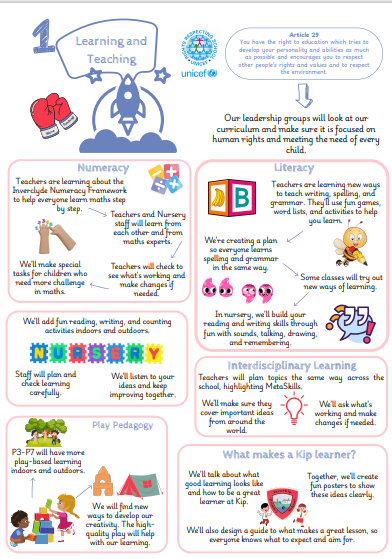 1
Learning and
Teaching
RIGHTS RESPECTING SCHOOLS
UNICEF
unicef
Article 29
You have the right to education which tries to
develop your personality and abilities as much
as possible and encourages you to respect
other people's rights and values and to respect
the environment.
Our leadership groups will look at our
curriculum and make sure it is focused on
human rights and meeting the need of every
child.
Numeracy
Teachers are learning about the
Inverclyde Numeracy Framework
to help everyone learn maths step
by step.
Teachers and Nursery
staff will learn from
each other and from
maths experts.
We'll make special
tasks for children who
need more challenge
in maths.
Teachers will check to
see what's working and
make changes if
needed.
Literacy
B
Teachers are learning new
ways to teach writing, spelling, and
grammar. They'll use fun games,
word lists, and activities to help
you learn.
We're creating a plan
so everyone learns
spelling and grammar
in the same way.
Some classes will try out
new ways of learning.
In nursery, we'll build your
reading and writing skills through
fun with sounds, talking, drawing,
and remembering.
We'll add fun reading, writing, and counting
activities indoors and outdoors.
NURSERY
Staff will plan and
check learning
carefully.
We'll listen to your
ideas and keep
improving together.
Interdisciplinary Learning
Teachers will plan topics the same way across the
school, highlighting MetaSkills.
We'll make sure they
cover important ideas
from around the
world.
We'll ask what's
working and make
changes if needed.
Play Pedagogy
P3-P7 will have more
play-based learning
indoors and outdoors.
We will find new
ways to develop our
creativity. The high-
quality play will help
with our learning.
What makes a Kip learner?
We'll talk about what
good learning looks like
and how to be a great
learner at Kip.
Together, we'll create
fun posters to show
these ideas clearly.
We'll also design a guide to what makes a great lesson, so
everyone knows what to expect and aim for.